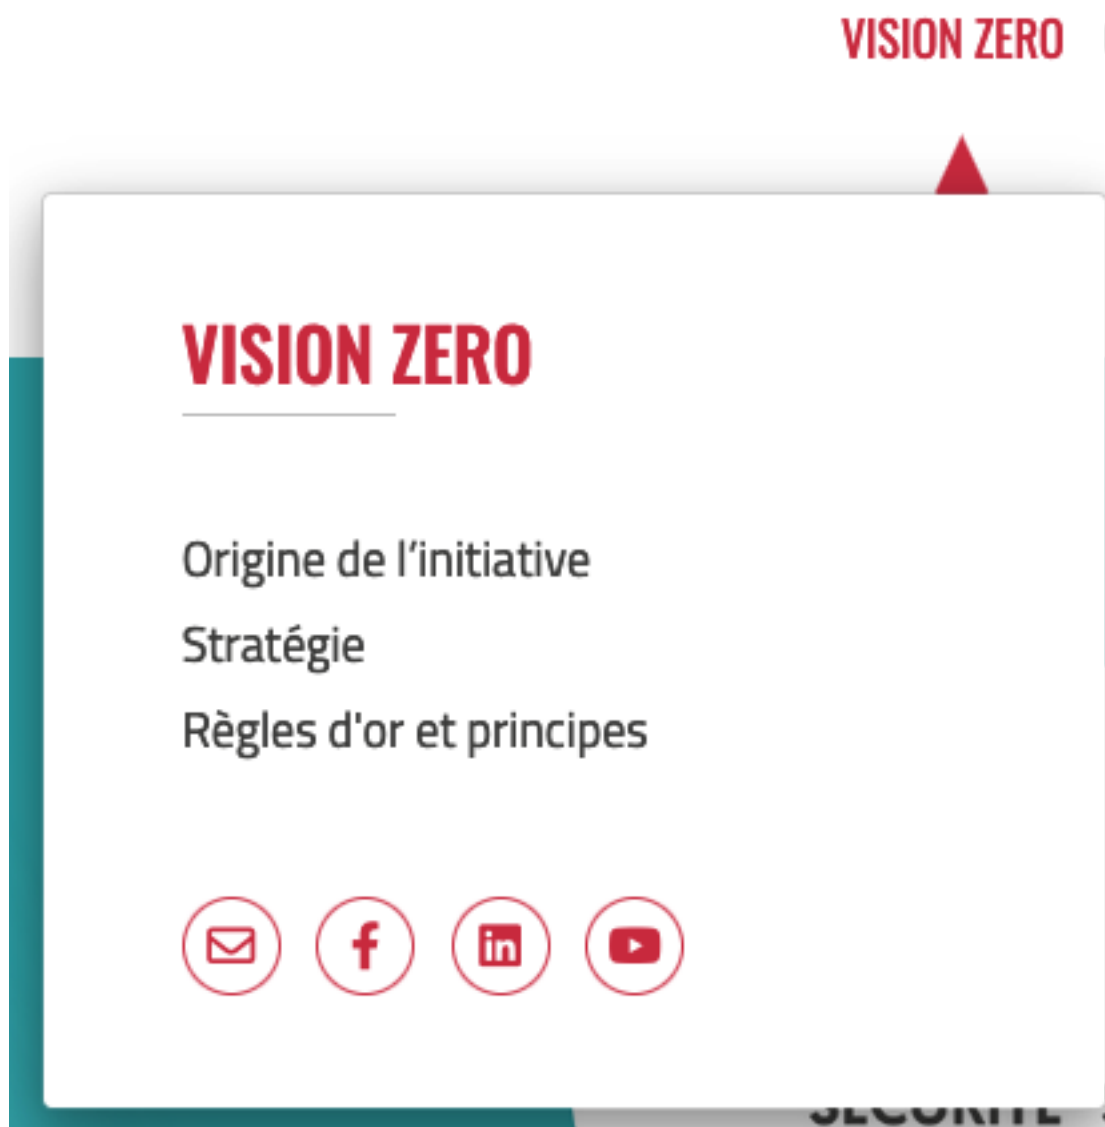 VISION ZERO
VISION ZERO
Origine de l’initiative
Stratégie
Règles d'or et principes